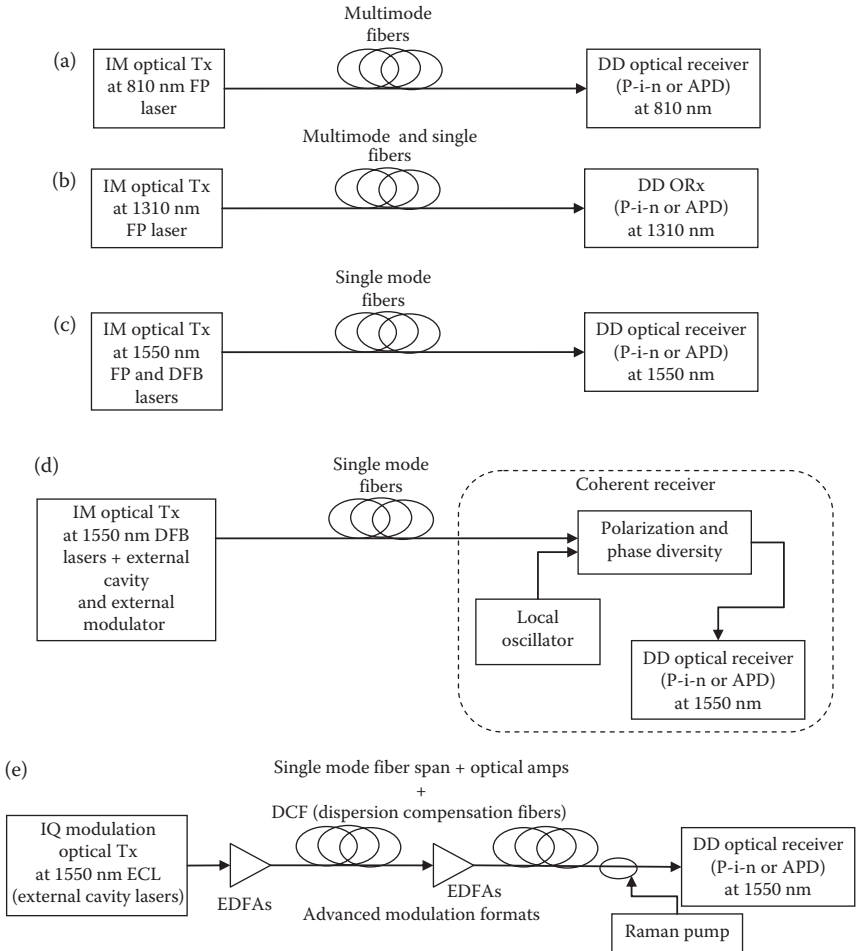 Multimode
fibers
(a)
IM optical Tx
at 810 nm FP
laser
DD optical receiver
(P-i-n or APD)
at 810 nm
Multimode and single
fibers
(b)
IM optical Tx
at 1310 nm
FP laser
DD ORx
(P-i-n or APD)
at 1310 nm
Single mode
fibers
(c)
IM optical Tx
at 1550 nm
FP and DFB
lasers
DD optical receiver
(P-i-n or APD)
at 1550 nm
(d)
Single mode
fibers
IM optical Tx
at 1550 nm DFB
lasers + external
cavity
and external
modulator
Coherent receiver
Polarization and
phase diversity
Local
oscillator
DD optical receiver
(P-i-n or APD)
at 1550 nm
(e)
Single mode fiber span + optical amps
+
DCF (dispersion compensation fibers)
IQ modulation
optical Tx
at 1550 nm ECL
(external cavity lasers)
EDFAs
EDFAs
Advanced modulation formats
DD optical receiver
(P-i-n or APD)
at 1550 nm
Raman pump